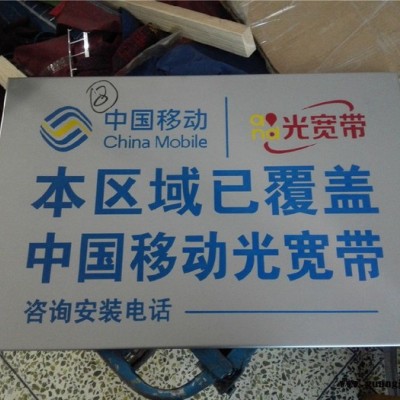 中国移动
China Mobile
and
光宽带
本区域已覆盖
中国移动光宽带
咨询安装电话